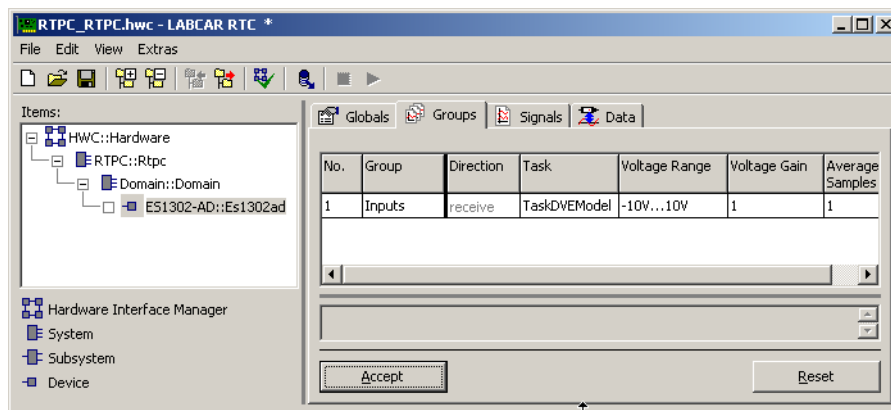 RTPC_RTPC.hwc - LABCAR RTC *
File Edit View Extras
Items:
HWC::Hardware
RTPC::Rtpc
Domain::Domain
ES1302-AD::Es1302ad
Hardware Interface Manager
System
Subsystem
Device
Globals Groups Signals Data
No. Group Direction Task Voltage Range Voltage Gain Average Samples
1 Inputs receive TaskDVEModel -10V...10V 1 1
Accept Reset